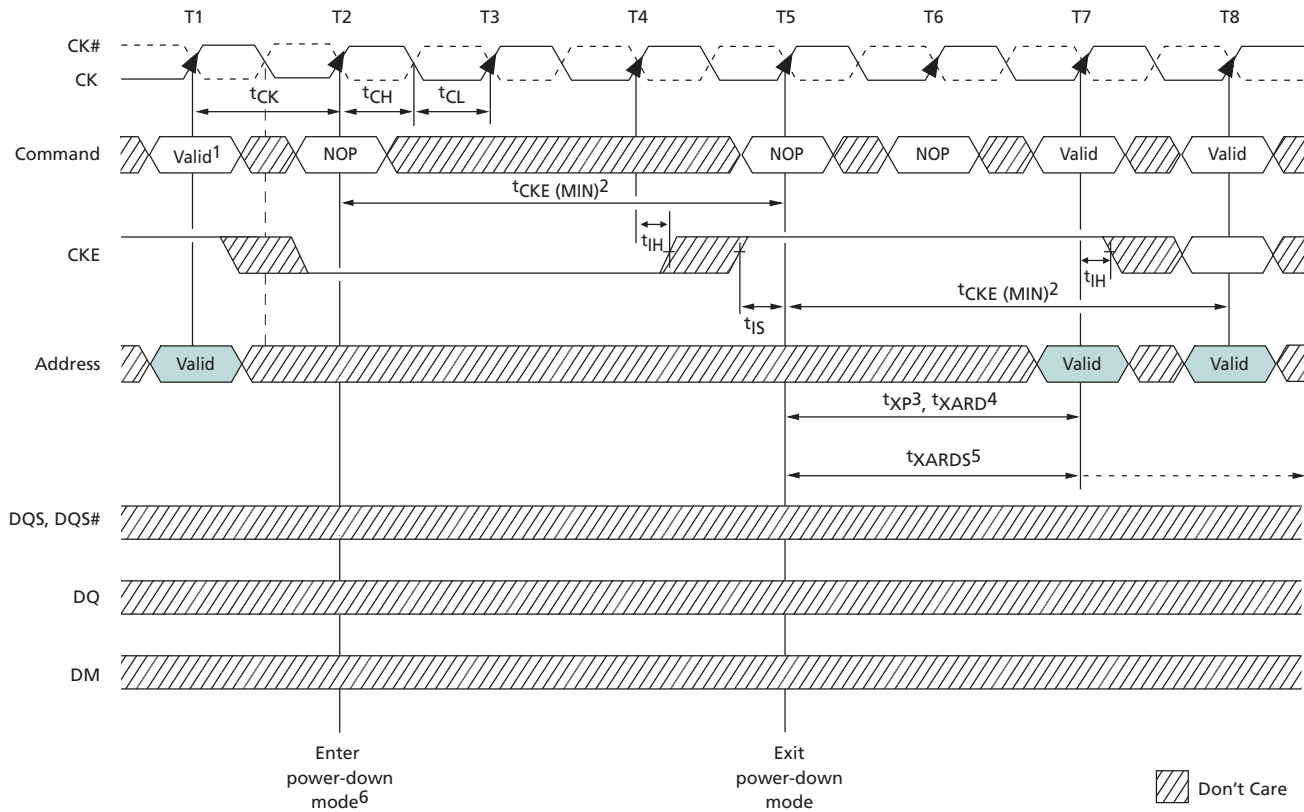 T1 T2 T3 T4 T5 T6 T7 T8
CK#
CK
tCK tCH tCL
Command Valid1 NOP NOP NOP Valid Valid
tCKE (MIN)2
tIH
CKE
tIH
tCKE (MIN)2
tIS
Address Valid Valid Valid
tXP3, tXARD4
tXARDS5
DQS, DQS#
DQ
DM
Enter
power-down
mode6
Exit
power-down
mode
Don't Care